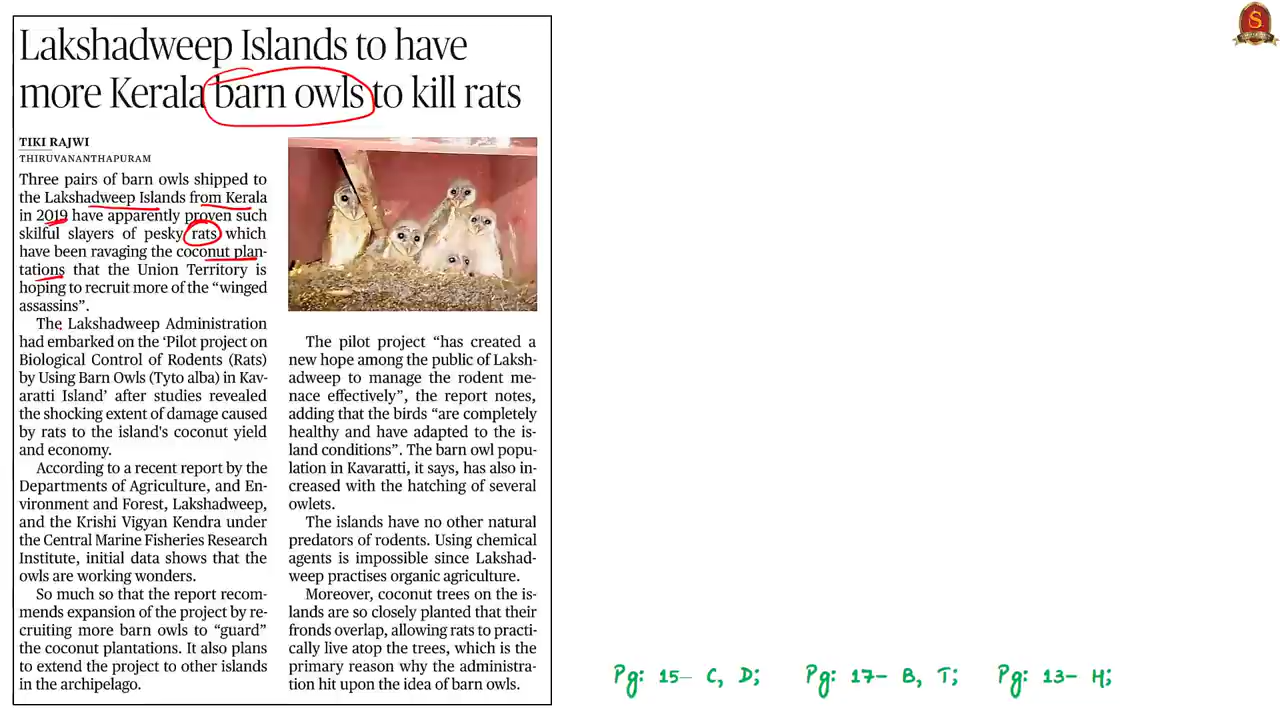 Lakshadweep Islands to have
more Kerala barn owls to kill rats
TIKI RAJWI
THIRUVANANTHAPURAM
Three pairs of barn owls shipped to
the Lakshadweep Islands from Kerala
in 2019 have apparently proven such
skilful slayers of pesky rats which
have been ravaging the coconut plan-
tations that the Union Territory is
hoping to recruit more of the “winged
assassins”.
The Lakshadweep Administration
had embarked on the ‘Pilot project on
Biological Control of Rodents (Rats)
by Using Barn Owls (Tyto alba) in Kav-
aratti Island’ after studies revealed
the shocking extent of damage caused
by rats to the island's coconut yield
and economy.
According to a recent report by the
Departments of Agriculture, and En-
vironment and Forest, Lakshadweep,
and the Krishi Vigyan Kendra under
the Central Marine Fisheries Research
Institute, initial data shows that the
owls are working wonders.
So much so that the report recom-
mends expansion of the project by re-
cruiting more barn owls to “guard”
the coconut plantations. It also plans
to extend the project to other islands
in the archipelago.
The pilot project “has created a
new hope among the public of Laksh-
adweep to manage the rodent me-
nace effectively”, the report notes,
adding that the birds “are completely
healthy and have adapted to the is-
land conditions”. The barn owl popu-
lation in Kavaratti, it says, has also in-
creased with the hatching of several
owlets.
The islands have no other natural
predators of rodents. Using chemical
agents is impossible since Lakshad-
weep practises organic agriculture.
Moreover, coconut trees on the is-
lands are so closely planted that their
fronds overlap, allowing rats to practi-
cally live atop the trees, which is the
primary reason why the administra-
tion hit upon the idea of barn owls.
Pg: 15- C, D; Pg: 17- B, T; Pg: 13- H;
S